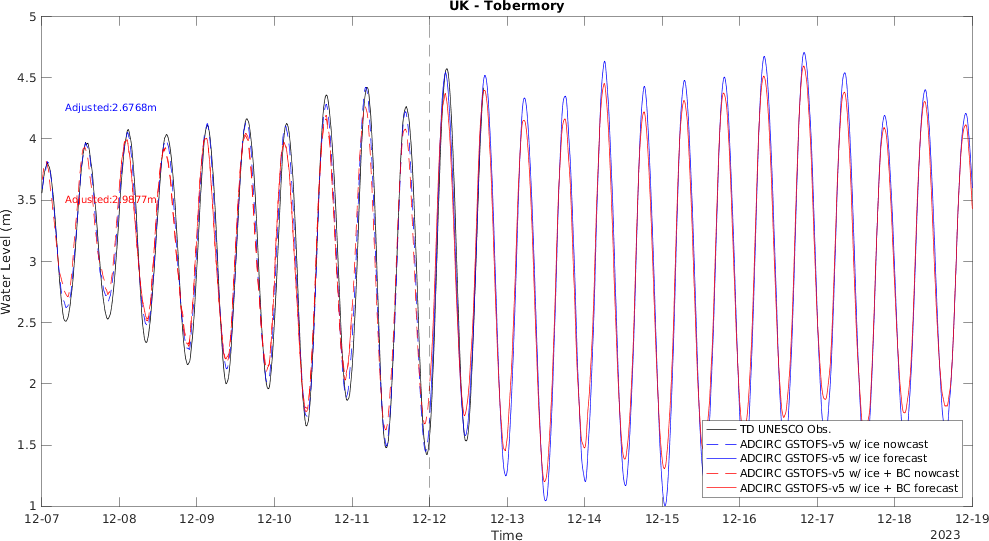 UK - Tobermory
5
4.5
4
3.5
3
2.5
2
1.5
1
Water Level (m)
Adjusted:2.6768m
Adjusted:2.9877m
TD UNESCO Obs.
ADCIRC GSTOFS-v5 w/ ice nowcast
ADCIRC GSTOFS-v5 w/ ice forecast
ADCIRC GSTOFS-v5 w/ ice + BC nowcast
ADCIRC GSTOFS-v5 w/ ice + BC forecast
12-07 12-08 12-09 12-10 12-11 12-12 12-13 12-14 12-15 12-16 12-17 12-18 12-19
Time
2023